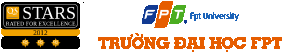 QS STARS
RATED FOR EXCELLENCE
2012
FPT Fpt University
TRƯỜNG ĐẠI HỌC FPT